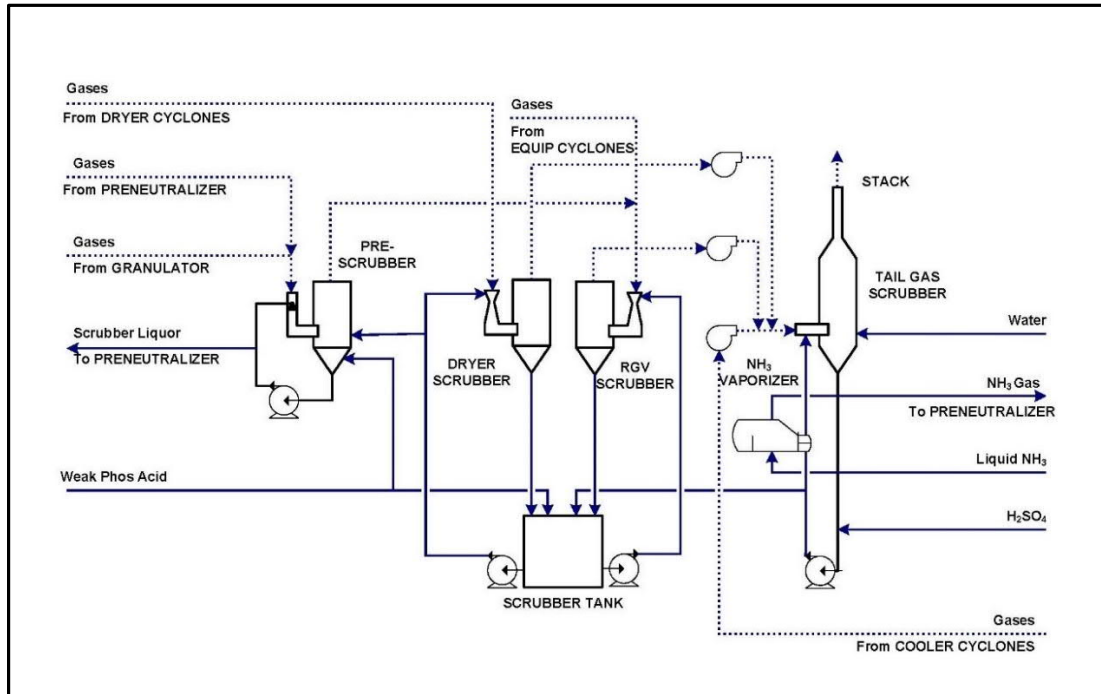 Gases
From DRYER CYCLONES
Gases
From
EQUIP CYCLONES
Gases
From PRENEUTRALIZER
STACK
Gases
From GRANULATOR
PRE-
SCRUBBER
TAIL GAS
SCRUBBER
Scrubber Liquor
To PRENEUTRALIZER
Water
DRYER
SCRUBBER
RGV
SCRUBBER
NH3
VAPORIZER
NH3 Gas
To PRENEUTRALIZER
Liquid NH3
Weak Phos Acid
H2SO4
SCRUBBER TANK
Gases
From COOLER CYCLONES